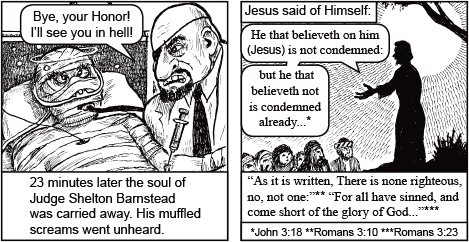 Bye, your Honor!
I'll see you in hell!
23 minutes later the soul of
Judge Shelton Barnstead
was carried away. His muffled
screams went unheard.
Jesus said of Himself:
He that believeth on him
(Jesus) is not condemned:
but he that
believeth not
is condemned
already...*
“As it is written, There is none righteous,
no, not one:”** “For all have sinned, and
come short of the glory of God...”***
*John 3:18 **Romans 3:10 ***Romans 3:23